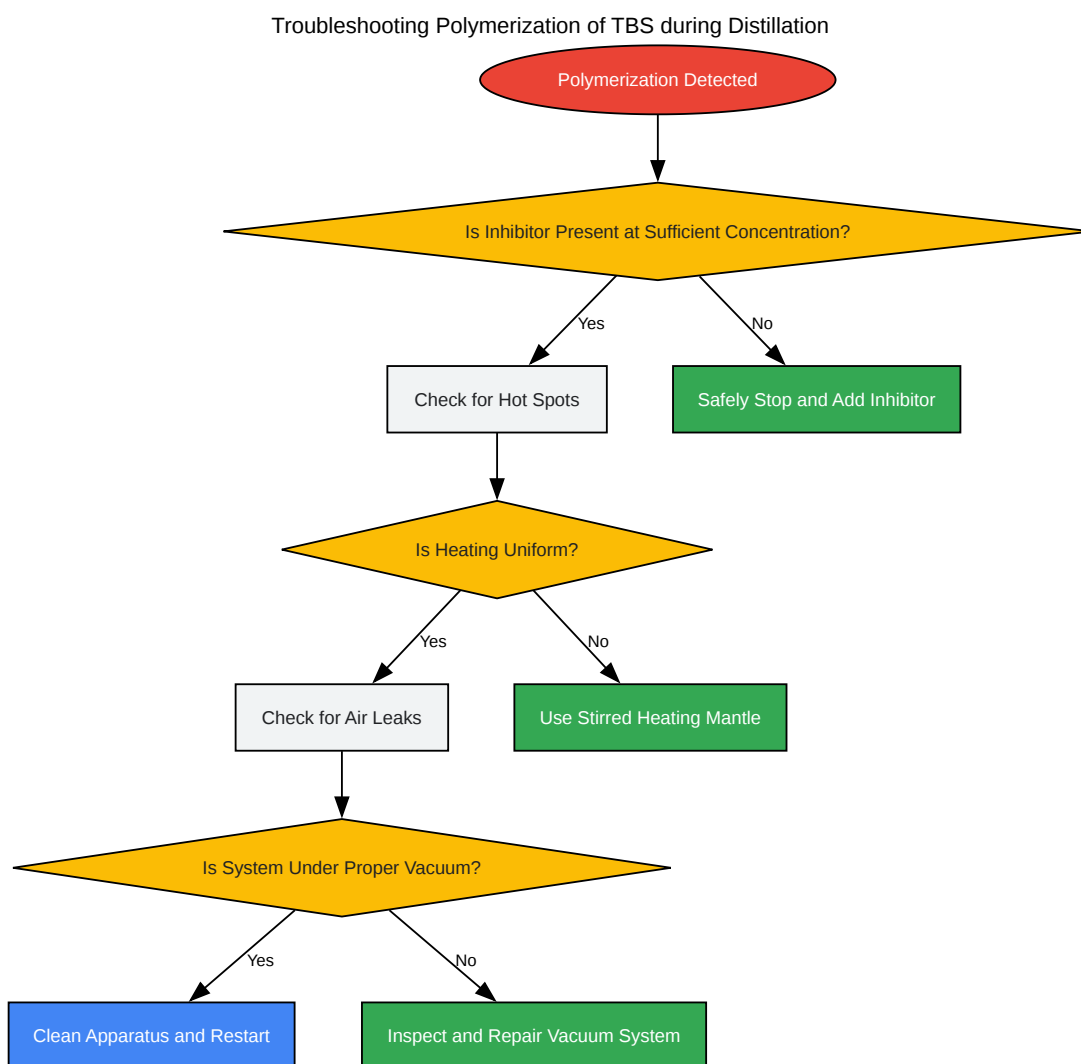 Troubleshooting Polymerization of TBS during Distillation
Polymerization Detected
Is Inhibitor Present at Sufficient Concentration?
Yes
No
Check for Hot Spots
Safely Stop and Add Inhibitor
Is Heating Uniform?
Yes
No
Check for Air Leaks
Use Stirred Heating Mantle
Is System Under Proper Vacuum?
Yes
No
Clean Apparatus and Restart
Inspect and Repair Vacuum System